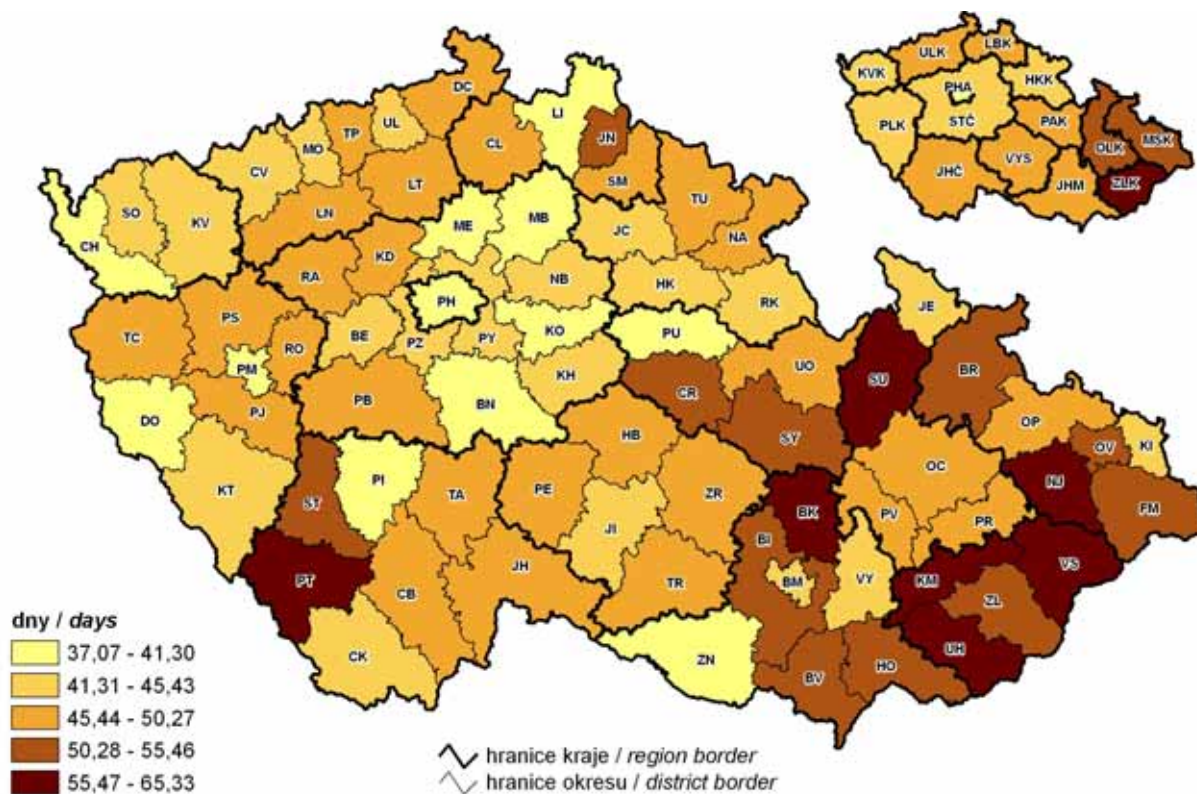 DC
LI
UL
TP
JN
MO
CL
CV
LT
SM
SO
KV
LN
TU
ME
MB
JC
NA
CH
KD
RA
NB
HK
RK
PH
KO
PU
TC
PS
RO
BE
PZ
PY
JE
PM
KH
UO
SU
BR
DO
PJ
PB
BN
CR
SY
OP
OV
KI
HB
OC
NJ
KT
ST
PI
TA
PE
ZR
BK
PV
PR
FM
JI
BI
VY
KM
VS
PT
CB
JH
TR
BM
ZL
CK
ZN
UH
BV
HO
ULK
LBK
KVK
HKK
PHA
STČ
PLK
PAK
OLK
MSK
JHČ
VYS
JHM
ZLK
dny / days
37,07 - 41,30
41,31 - 45,43
45,44 - 50,27
50,28 - 55,46
55,47 - 65,33
hranice kraje / region border
hranice okresu / district border